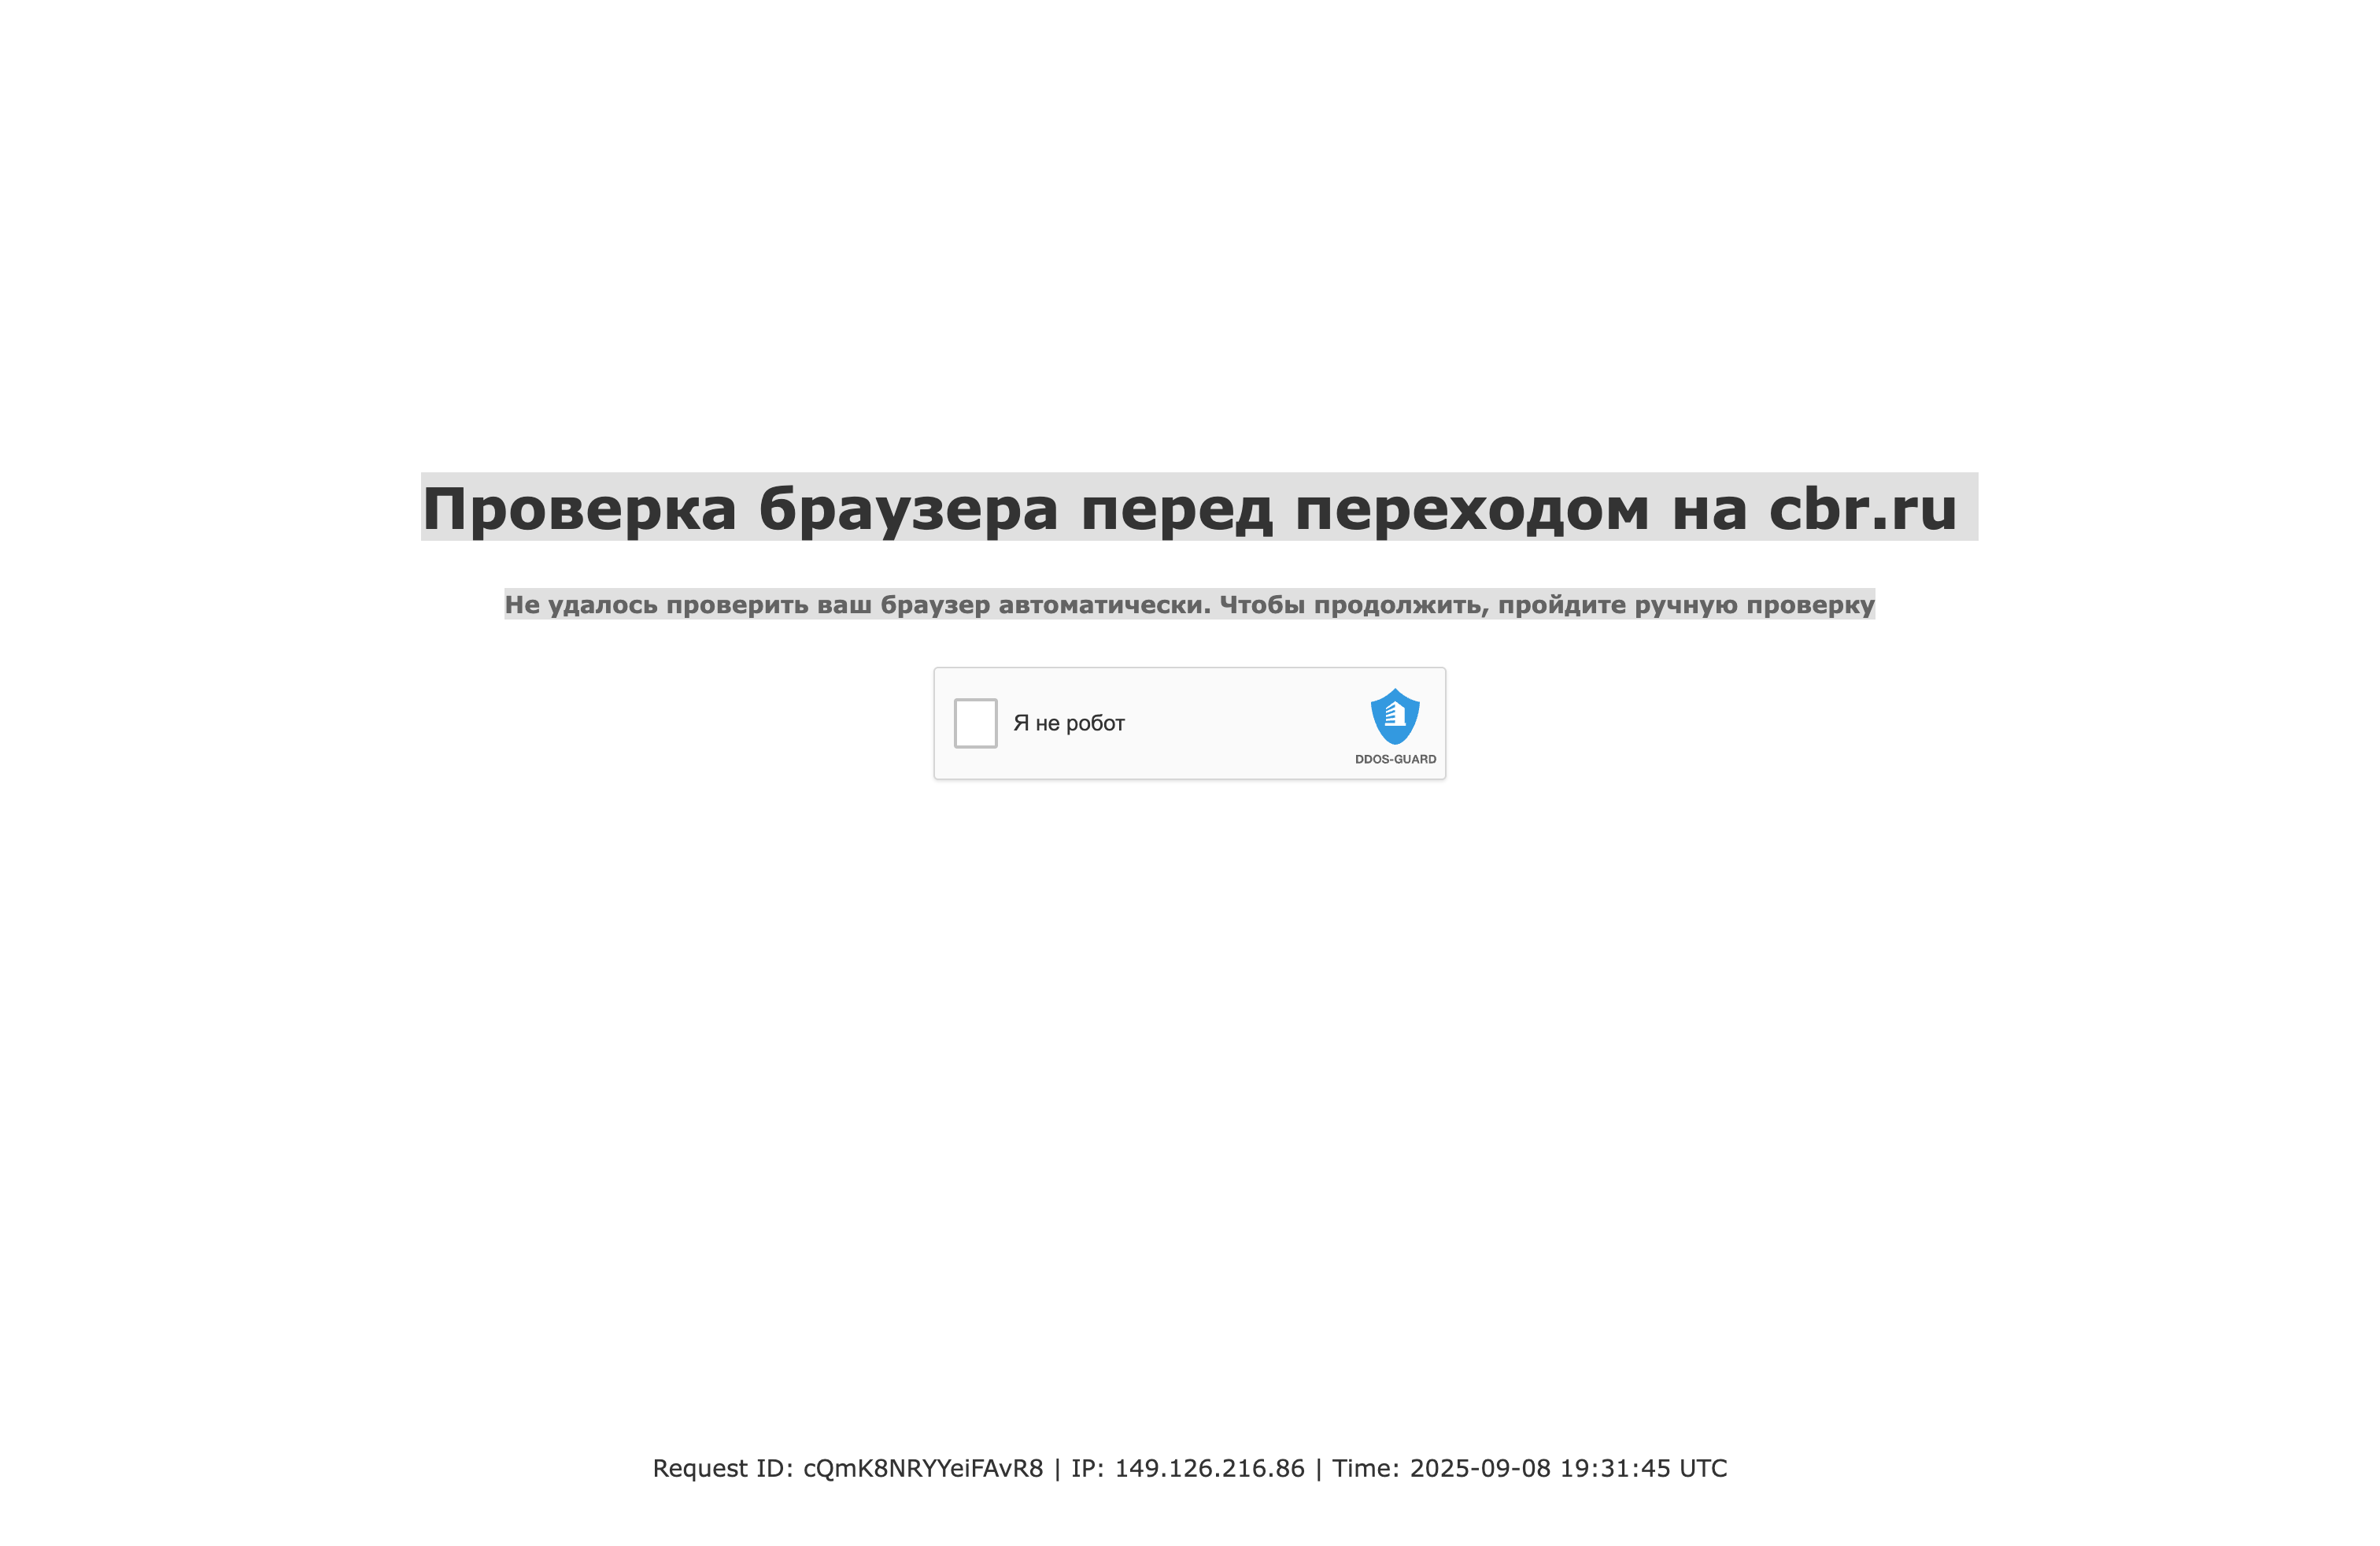 Проверка браузера перед переходом на cbr.ru
Не удалось проверить ваш браузер автоматически. Чтобы продолжить, пройдите ручную проверку
Я не робот
DDOS-GUARD
Request ID: cQmK8NRYYeiFAvR8 | IP: 149.126.216.86 | Time: 2025-09-08 19:31:45 UTC